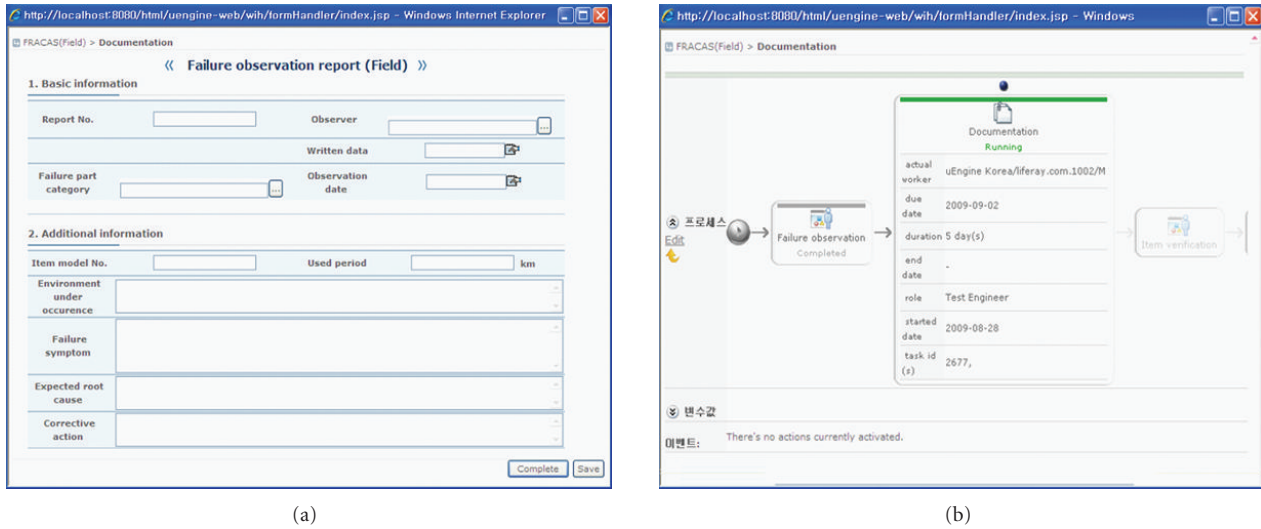 http://localhost:8080/html/uengine-web/wih/formHandler/index.jsp - Windows Internet Explorer
FRACAS(Field) > Documentation
« Failure observation report (Field) »
1. Basic information
Report No.
Observer
...
Written data
Failure part
category
...
Observation
date
2. Additional information
Item model No.
Used period
km
Environment
under
occurence
Failure
symptom
Expected root
cause
Corrective
action
Complete
Save
(a)
http://localhost:8080/html/uengine-web/wih/formHandler/index.jsp - Windows
FRACAS(Field) > Documentation
프로세스
Edit
Failure observation
Completed
Documentation
Running
actual
worker
uEngine Korea/liferay.com.1002/M
due
date
2009-09-02
duration 5 day(s)
end
date
-
role
Test Engineer
started
date
2009-08-28
task id
(s)
2677,
Item verification
변수값
이벤트:
There's no actions currently activated.
(b)